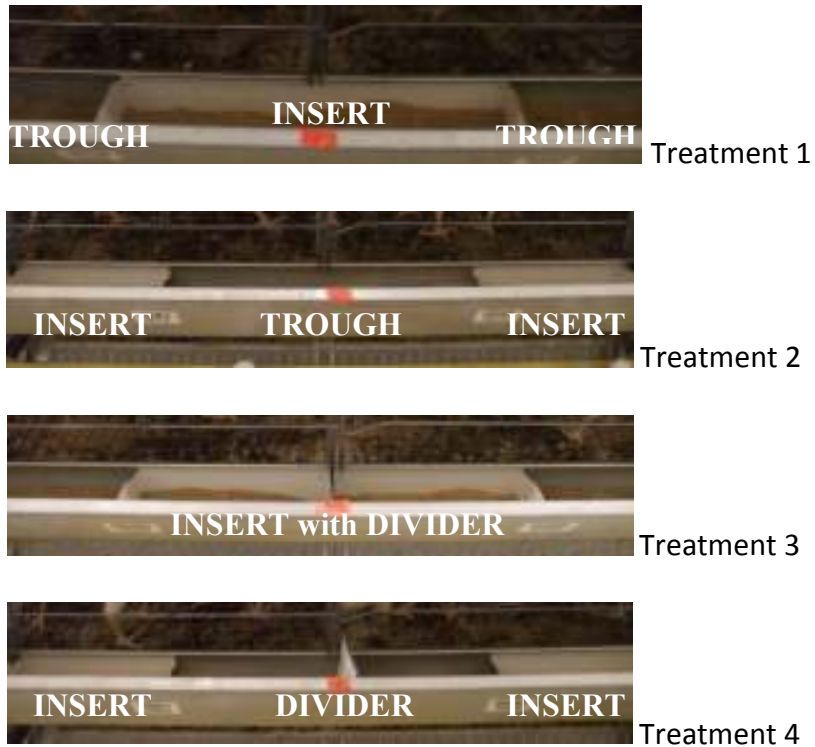 INSERT
TROUGH TROUGH
Treatment 1
INSERT TROUGH INSERT
Treatment 2
INSERT with DIVIDER
Treatment 3
INSERT DIVIDER INSERT
Treatment 4